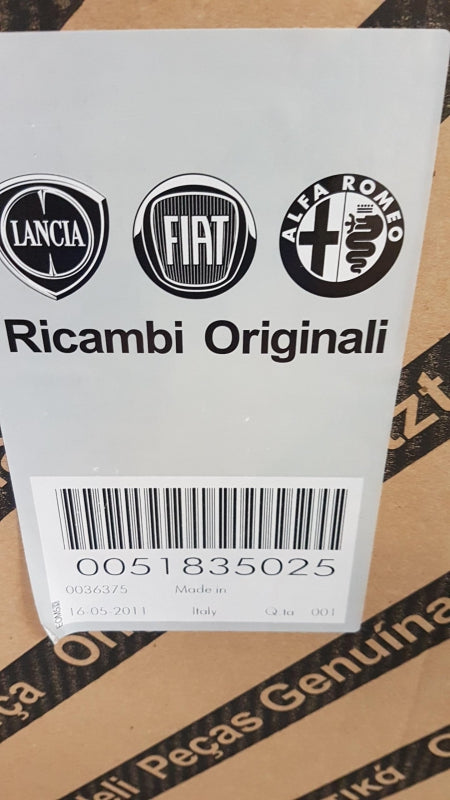 LANCIA
FIAT
ALFA ROMEO
Ricambi Originali
0051835025
0036375 Made in
16-05-2011 Italy Q.ta 001
Peças Genuína